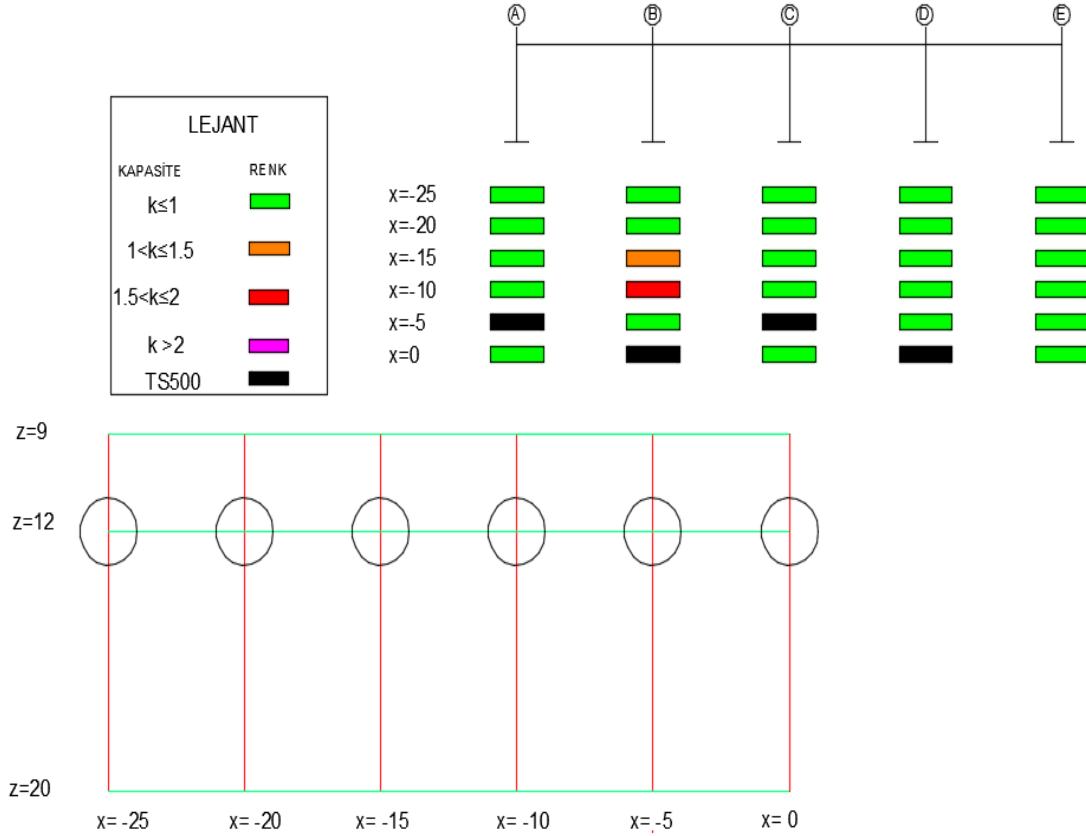 A B C D E
LEJANT
KAPASİTE RENK
k≤1
1<k≤1.5
1.5<k≤2
k >2
TS500
x=-25
x=-20
x=-15
x=-10
x=-5
x=0
z=9
z=12
z=20
x= -25 x= -20 x= -15 x= -10 x= -5 x= 0